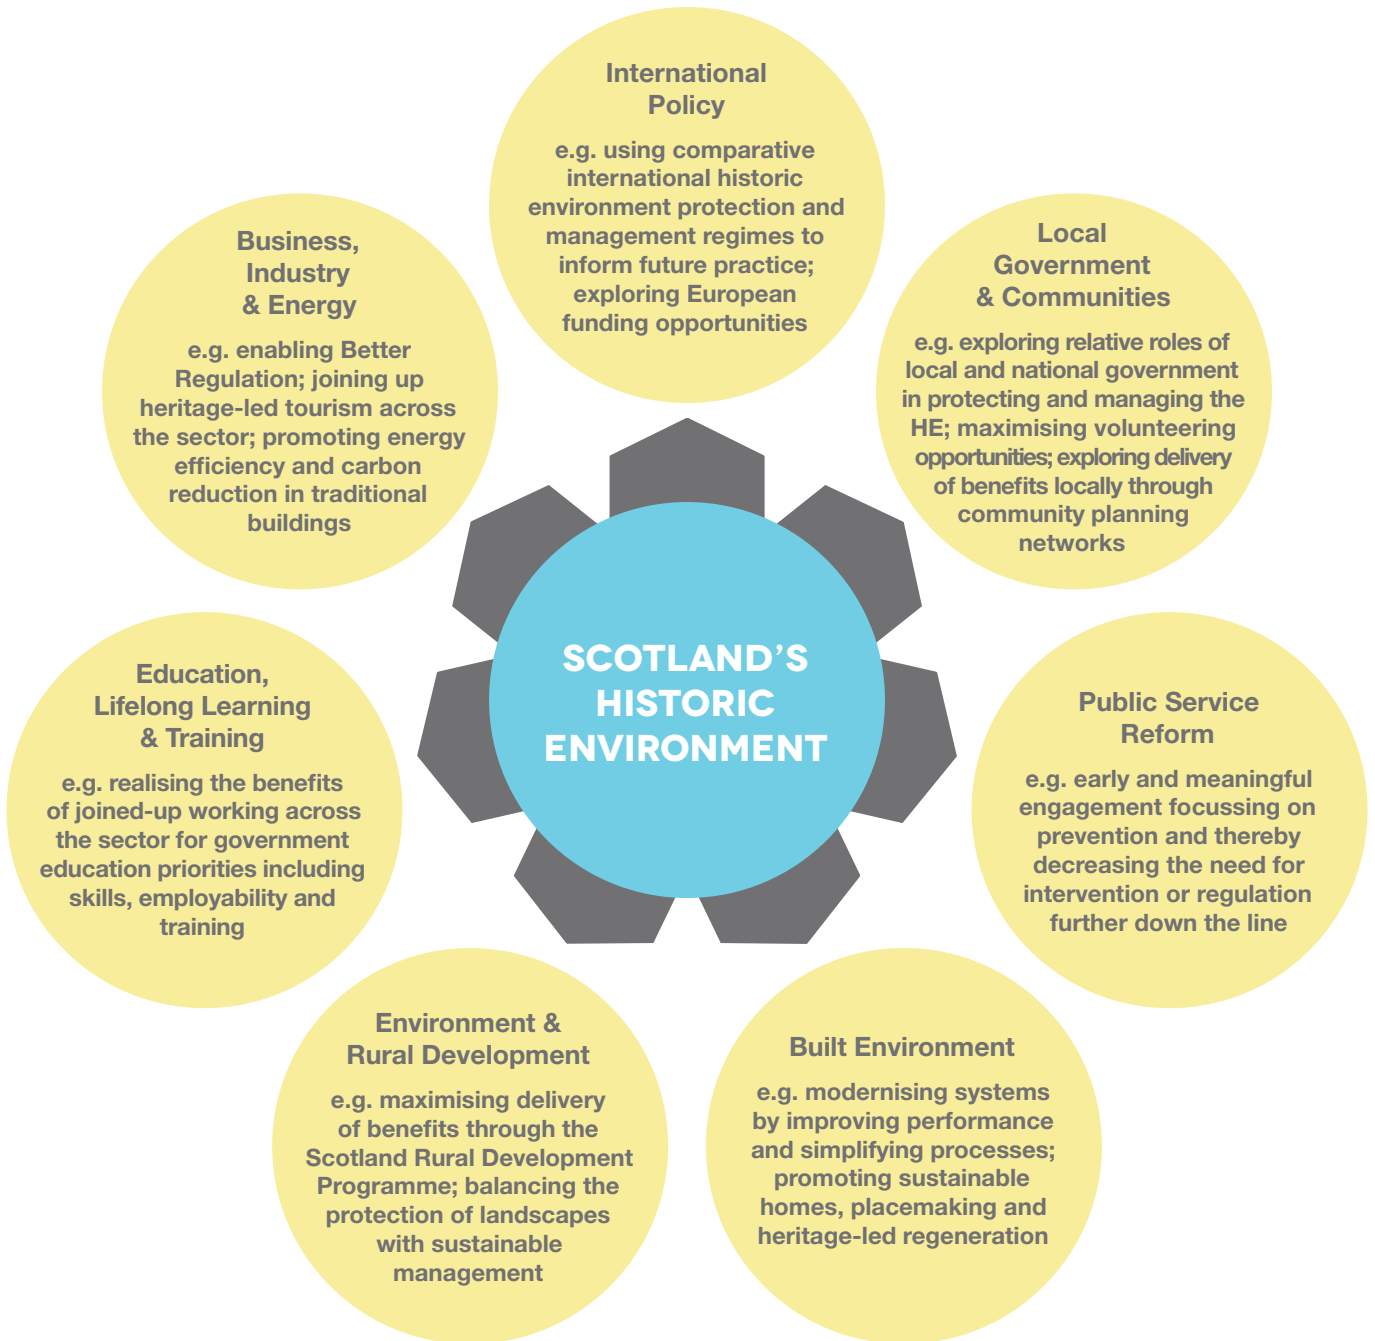 International
Policy
e.g. using comparative
international historic
environment protection and
management regimes to
inform future practice;
exploring European
funding opportunities
Local
Government
& Communities
e.g. exploring relative roles of
local and national government
in protecting and managing the
HE; maximising volunteering
opportunities; exploring delivery
of benefits locally through
community planning
networks
Public Service
Reform
e.g. early and meaningful
engagement focussing on
prevention and thereby
decreasing the need for
intervention or regulation
further down the line
Built Environment
e.g. modernising systems
by improving performance
and simplifying processes;
promoting sustainable
homes, placemaking and
heritage-led regeneration
Environment &
Rural Development
e.g. maximising delivery
of benefits through the
Scotland Rural Development
Programme; balancing the
protection of landscapes
with sustainable
management
Education,
Lifelong Learning
& Training
e.g. realising the benefits
of joined-up working across
the sector for government
education priorities including
skills, employability and
training
Business,
Industry
& Energy
e.g. enabling Better
Regulation; joining up
heritage-led tourism across
the sector; promoting energy
efficiency and carbon
reduction in traditional
buildings
SCOTLAND’S
HISTORIC
ENVIRONMENT